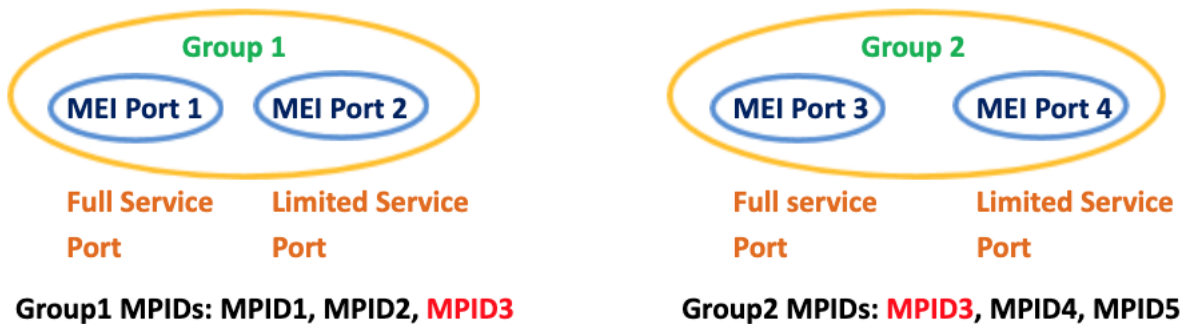 Group 1
MEI Port 1
MEI Port 2
Full Service
Port
Limited Service
Port
Group1 MPIDs: MPID1, MPID2, MPID3
Group 2
MEI Port 3
MEI Port 4
Full service
Port
Limited Service
Port
Group2 MPIDs: MPID3, MPID4, MPID5